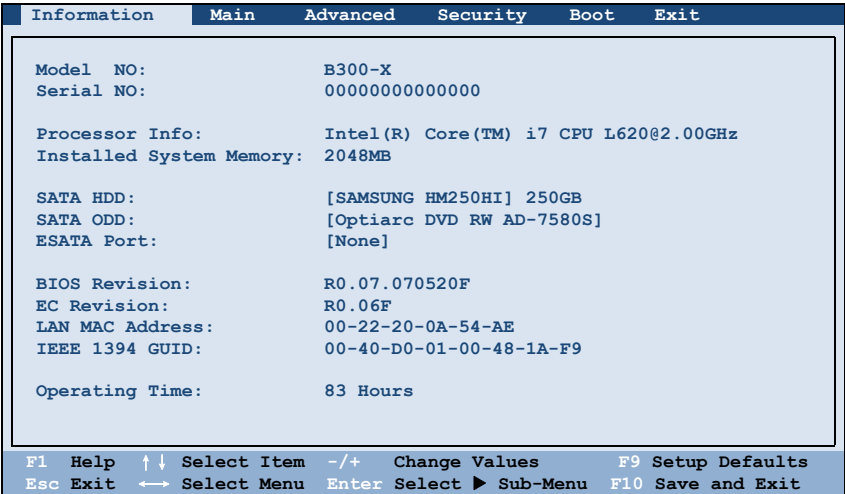 Information Main Advanced Security Boot Exit
Model NO: B300-X
Serial NO: 00000000000000
Processor Info: Intel(R) Core(TM) i7 CPU L620@2.00GHz
Installed System Memory: 2048MB
SATA HDD: [SAMSUNG HM250HI] 250GB
SATA ODD: [Optiarc DVD RW AD-7580S]
ESATA Port: [None]
BIOS Revision: R0.07.070520F
EC Revision: R0.06F
LAN MAC Address: 00-22-20-0A-54-AE
IEEE 1394 GUID: 00-40-D0-01-00-48-1A-F9
Operating Time: 83 Hours
F1 Help ↑↓ Select Item -/+ Change Values F9 Setup Defaults
Esc Exit ←→ Select Menu Enter Select ▶ Sub-Menu F10 Save and Exit